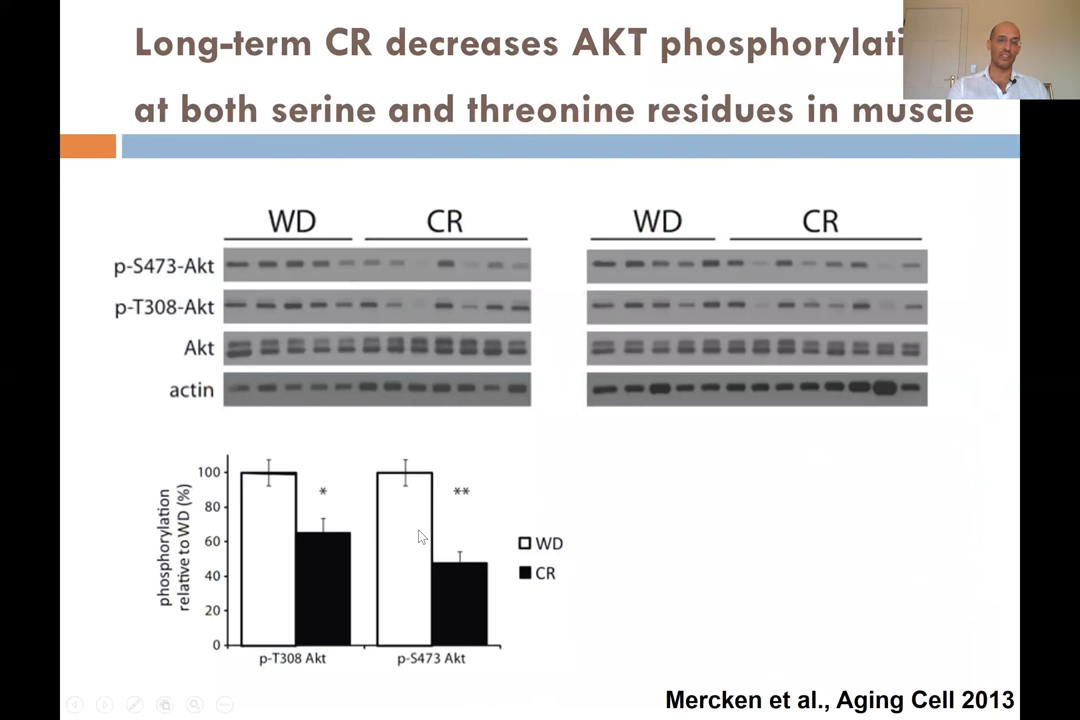 Long-term CR decreases AKT phosphorylati
at both serine and threonine residues in muscle
WD CR WD CR
p-S473-Akt
p-T308-Akt
Akt
actin
phosphorylation
relative to WD (%)
100
80
60
40
20
0
* **
WD
CR
p-T308 Akt p-S473 Akt
Mercken et al., Aging Cell 2013